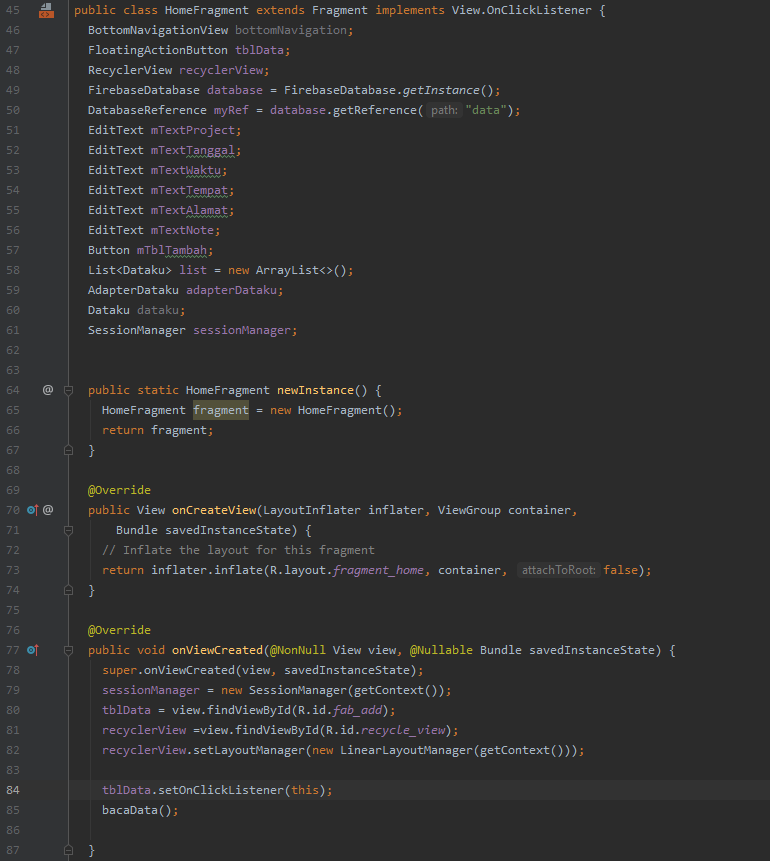 45 public class HomeFragment extends Fragment implements View.OnClickListener {
46 BottomNavigationView bottomNavigation;
47 FloatingActionButton tblData;
48 RecyclerView recyclerView;
49 FirebaseDatabase database = FirebaseDatabase.getInstance();
50 DatabaseReference myRef = database.getReference( path: "data");
51 EditText mTextProject;
52 EditText mTextTanggal;
53 EditText mTextWaktu;
54 EditText mTextTempat;
55 EditText mTextAlamat;
56 EditText mTextNote;
57 Button mTblTambah;
58 List<Dataku> list = new ArrayList<>();
59 AdapterDataku adapterDataku;
60 Dataku dataku;
61 SessionManager sessionManager;
62
63
64 @ public static HomeFragment newInstance() {
65 HomeFragment fragment = new HomeFragment();
66 return fragment;
67 }
68
69 @Override
70 @ public View onCreateView(LayoutInflater inflater, ViewGroup container,
71 Bundle savedInstanceState) {
72 // Inflate the layout for this fragment
73 return inflater.inflate(R.layout.fragment_home, container, attachToRoot: false);
74 }
75
76 @Override
77 public void onViewCreated(@NonNull View view, @Nullable Bundle savedInstanceState) {
78 super.onViewCreated(view, savedInstanceState);
79 sessionManager = new SessionManager(getContext());
80 tblData = view.findViewById(R.id.fab_add);
81 recyclerView =view.findViewById(R.id.recycle_view);
82 recyclerView.setLayoutManager(new LinearLayoutManager(getContext()));
83
84 tblData.setOnClickListener(this);
85 bacaData();
86
87 }